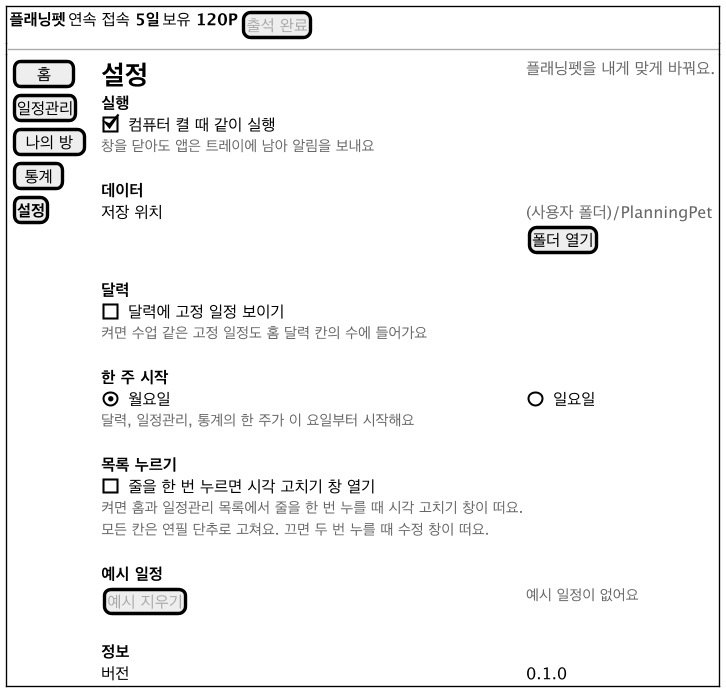 플래닝펫 연속 접속 5일 보유 120P 출석 완료
홈
일정관리
나의 방
통계
설정
설정 플래닝펫을 내게 맞게 바꿔요.
실행
컴퓨터 켤 때 같이 실행
창을 닫아도 앱은 트레이에 남아 알림을 보내요
데이터
저장 위치 (사용자 폴더)/PlanningPet
폴더 열기
달력
달력에 고정 일정 보이기
켜면 수업 같은 고정 일정도 홈 달력 칸의 수에 들어가요
한 주 시작
월요일 일요일
달력, 일정관리, 통계의 한 주가 이 요일부터 시작해요
목록 누르기
줄을 한 번 누르면 시각 고치기 창 열기
켜면 홈과 일정관리 목록에서 줄을 한 번 누를 때 시각 고치기 창이 떠요.
모든 칸은 연필 단추로 고쳐요. 끄면 두 번 누를 때 수정 창이 떠요.
예시 일정
예시 지우기 예시 일정이 없어요
정보
버전 0.1.0